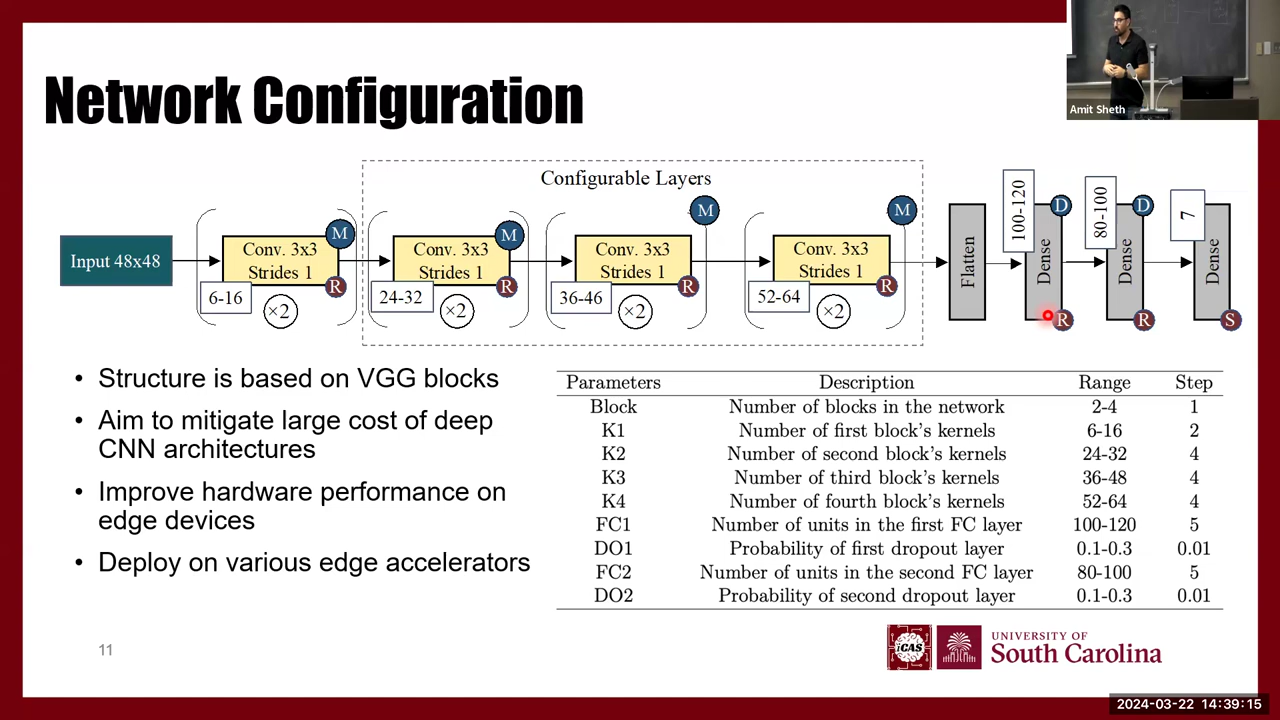 Amit Sheth
Network Configuration
Configurable Layers
Input 48x48
Conv. 3x3
Strides 1
M
R
6-16
×2
Conv. 3x3
Strides 1
M
R
24-32
×2
Conv. 3x3
Strides 1
M
R
36-46
×2
Conv. 3x3
Strides 1
M
R
52-64
×2
Flatten
100-120
Dense
D
R
80-100
Dense
D
R
7
Dense
S
• Structure is based on VGG blocks
• Aim to mitigate large cost of deep
CNN architectures
• Improve hardware performance on
edge devices
• Deploy on various edge accelerators
Parameters Description Range Step
Block Number of blocks in the network 2-4 1
K1 Number of first block's kernels 6-16 2
K2 Number of second block's kernels 24-32 4
K3 Number of third block's kernels 36-48 4
K4 Number of fourth block's kernels 52-64 4
FC1 Number of units in the first FC layer 100-120 5
DO1 Probability of first dropout layer 0.1-0.3 0.01
FC2 Number of units in the second FC layer 80-100 5
DO2 Probability of second dropout layer 0.1-0.3 0.01
11
iCAS
UNIVERSITY OF
South Carolina
2024-03-22 14:39:15